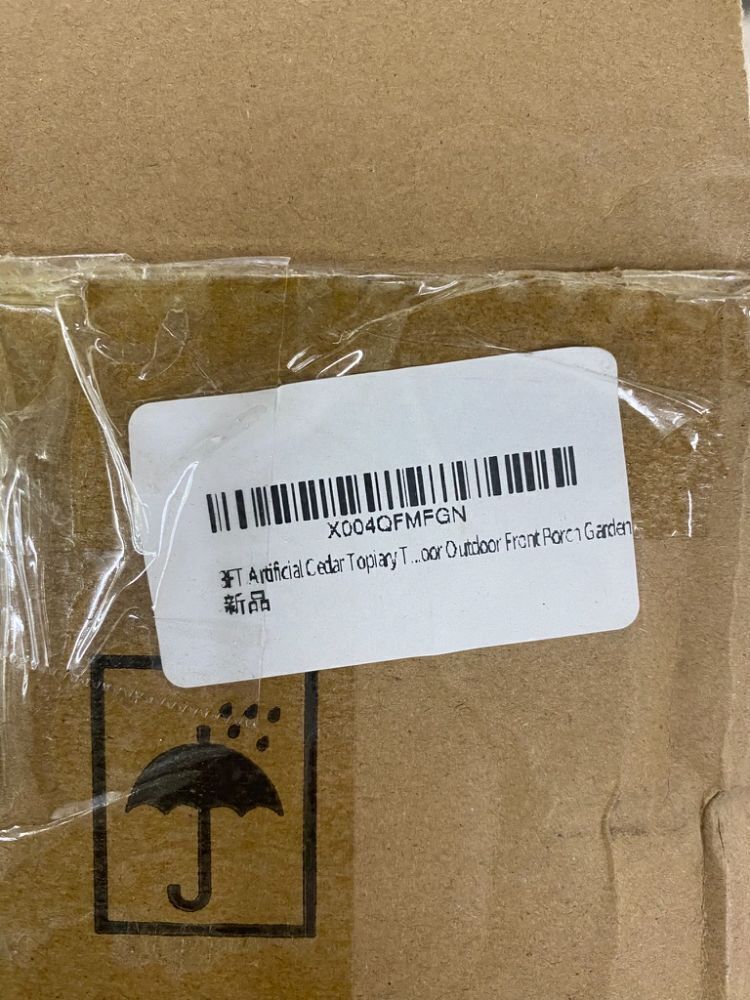 X004QFMFGN
3FT Artificial Cedar Topiary T...oor Outdoor Front Porch Garden
新品